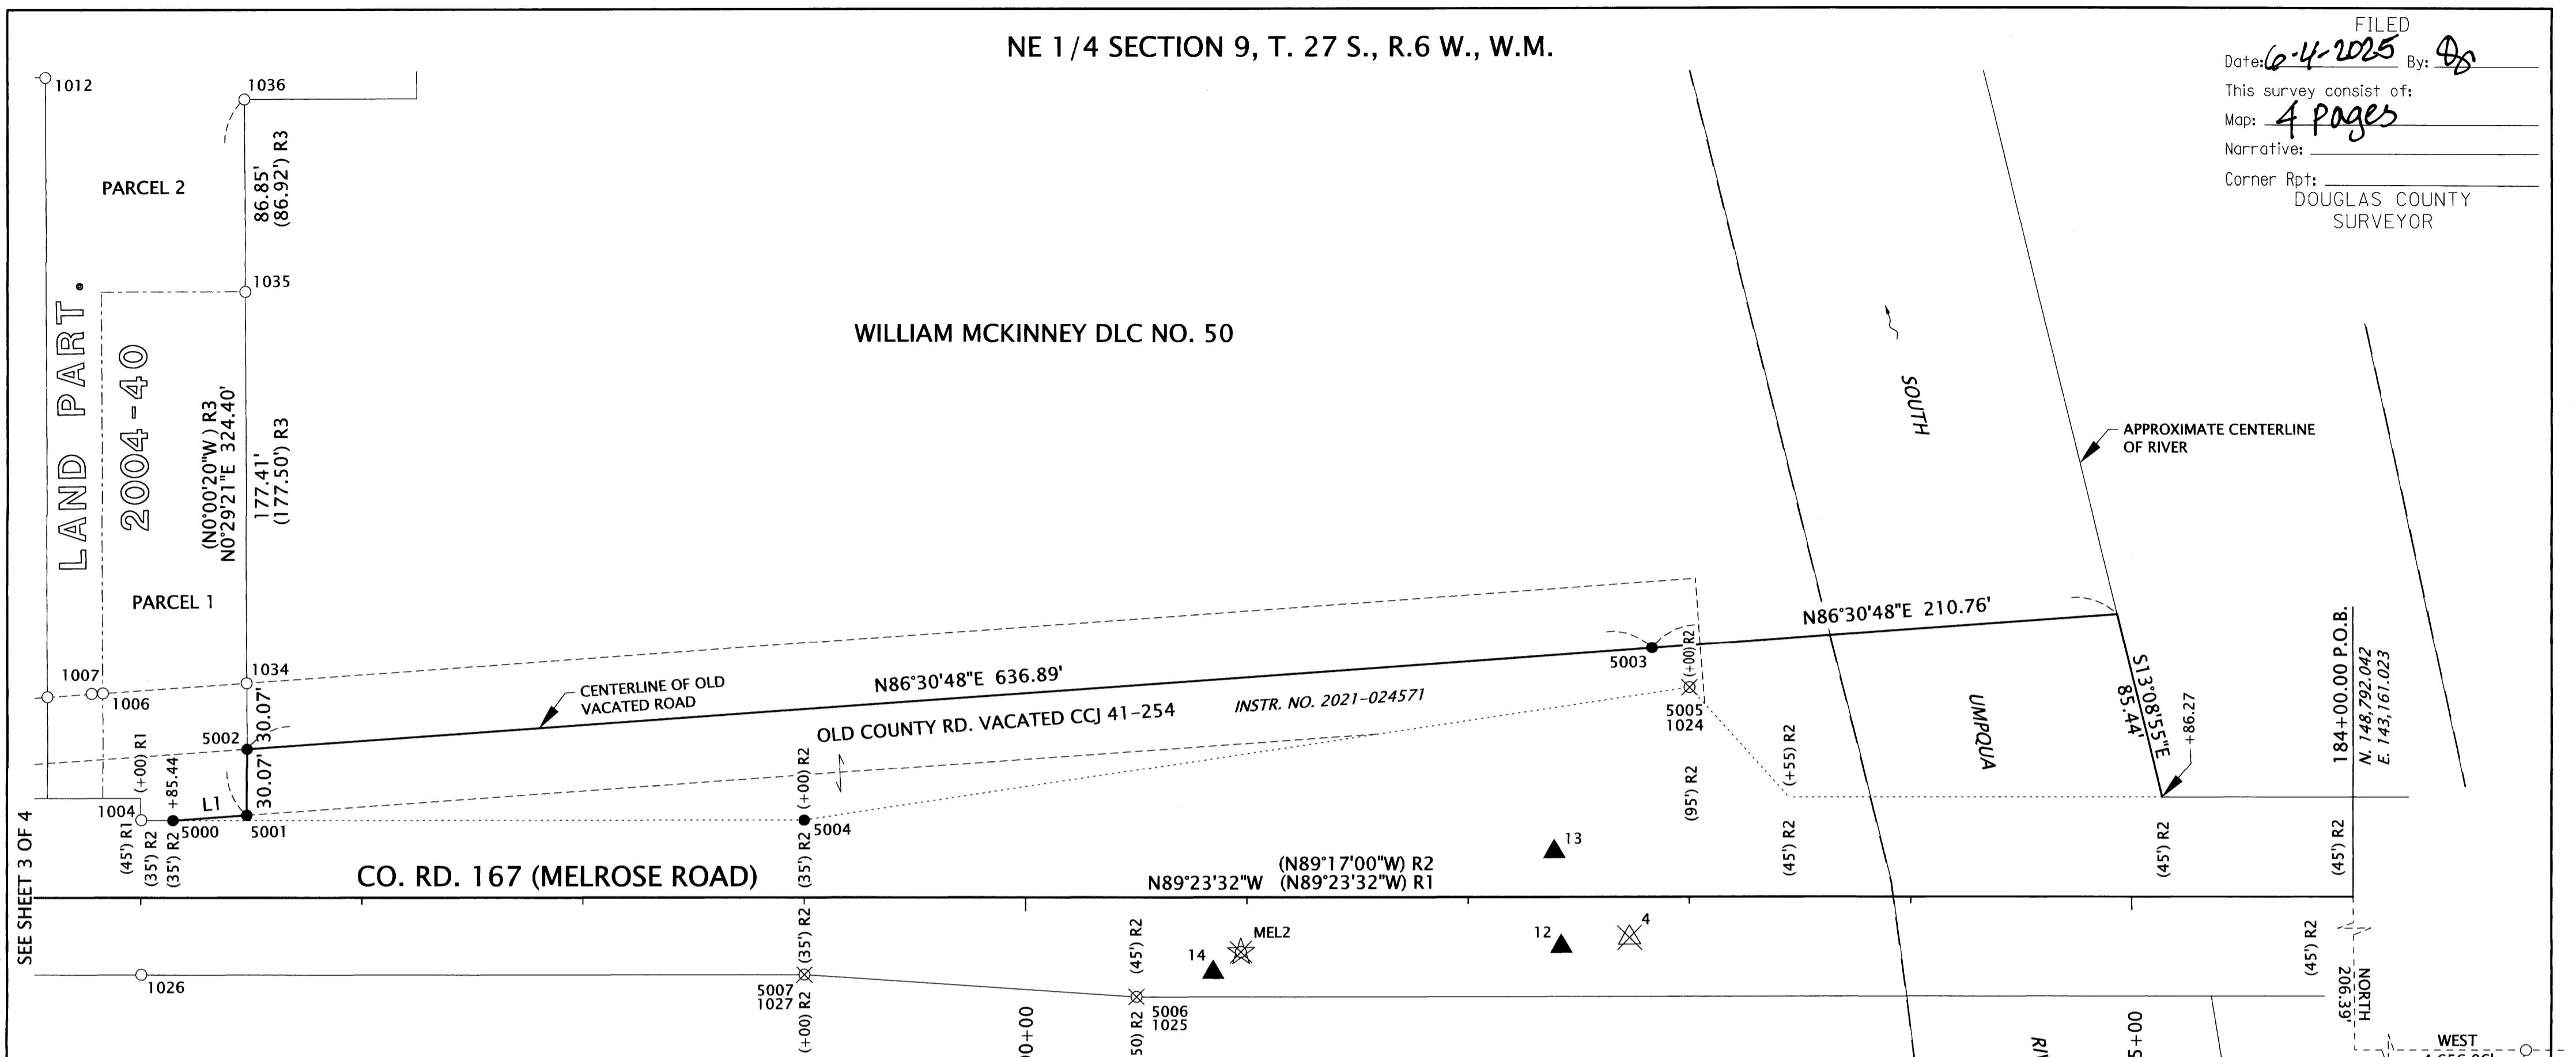 NE 1/4 SECTION 9, T. 27 S., R.6 W., W.M.
FILED
Date: 6-4-2025 By:
This survey consist of:
Map: 4 pages
Narrative:
Corner Rpt:
DOUGLAS COUNTY
SURVEYOR
1012
1036
86.85'
(86.92') R3
PARCEL 2
1035
LAND PART.
2004-40
(N0°00'20"W) R3
N0°29'21"E 324.40'
177.41'
(177.50') R3
PARCEL 1
WILLIAM MCKINNEY DLC NO. 50
SOUTH
UMPQUA
APPROXIMATE CENTERLINE
OF RIVER
1007
1006
1034
30.07'
5002
30.07'
(+00) R1
+85.44
L1
1004
5000
5001
(45') R1
(35') R2
(35') R2
CENTERLINE OF OLD
VACATED ROAD
N86°30'48"E 636.89'
OLD COUNTY RD. VACATED CCJ 41-254
INSTR. NO. 2021-024571
5003
(+00) R2
5005
1024
N86°30'48"E 210.76'
S13°08'55"E
85.44'
+86.27
184+00.00 P.O.B.
N. 148,792.042
E. 143,161.023
(+00) R2
5004
(35') R2
(95') R2
(+55) R2
(45') R2
(45') R2
(45') R2
SEE SHEET 3 OF 4
CO. RD. 167 (MELROSE ROAD)
(N89°17'00"W) R2
N89°23'32"W (N89°23'32"W) R1
13
12
4
14
MEL2
1026
(35') R2
5007
1027
(+00) R2
(45') R2
5006
1025
50) R2
0+00
(45') R2
NORTH
206.39'
5+00
WEST